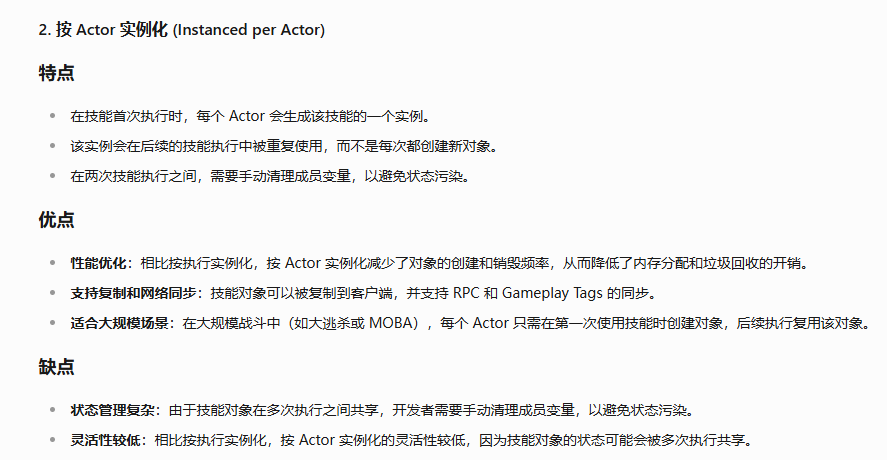 2. 按 Actor 实例化 (Instanced per Actor)
特点
在技能首次执行时，每个 Actor 会生成该技能的一个实例。
该实例会在后续的技能执行中被重复使用，而不是每次都创建新对象。
在两次技能执行之间，需要手动清理成员变量，以避免状态污染。
优点
性能优化：相比按执行实例化，按 Actor 实例化减少了对象的创建和销毁频率，从而降低了内存分配和垃圾回收的开销。
支持复制和网络同步：技能对象可以被复制到客户端，并支持 RPC 和 Gameplay Tags 的同步。
适合大规模场景：在大规模战斗中（如大逃杀或 MOBA），每个 Actor 只需在第一次使用技能时创建对象，后续执行复用该对象。
缺点
状态管理复杂：由于技能对象在多次执行之间共享，开发者需要手动清理成员变量，以避免状态污染。
灵活性较低：相比按执行实例化，按 Actor 实例化的灵活性较低，因为技能对象的状态可能会被多次执行共享。